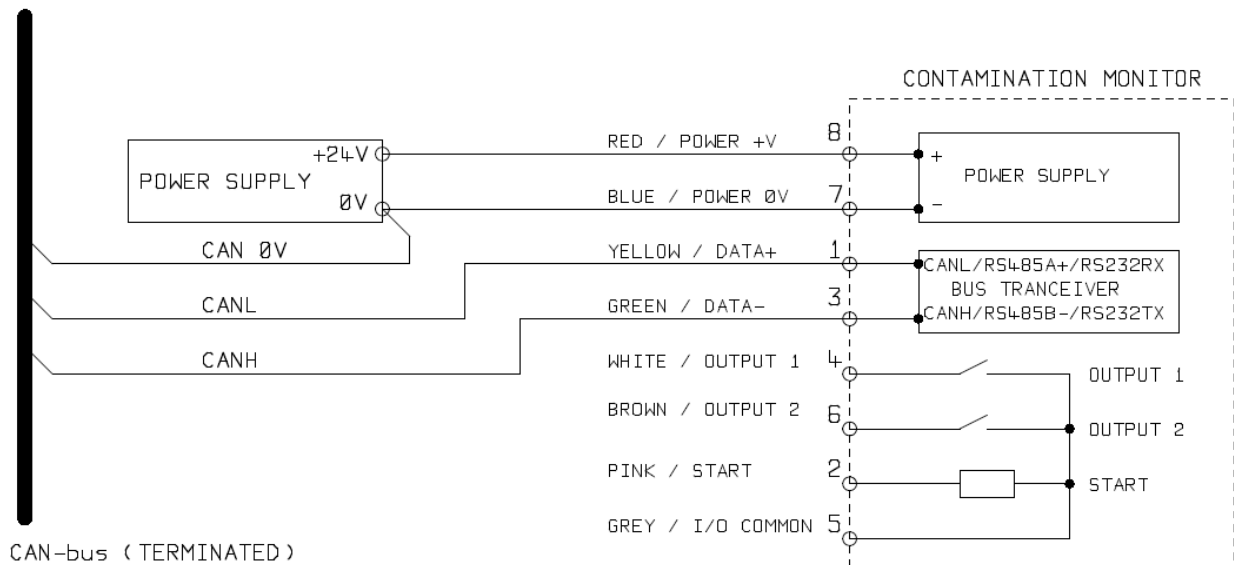 CONTAMINATION MONITOR
RED / POWER +V
8
+24V
POWER SUPPLY
0V
+
POWER SUPPLY
-
BLUE / POWER 0V
7
CAN 0V
YELLOW / DATA+
1
CANL/RS485A+/RS232RX
BUS TRANCEIVER
CANH/RS485B-/RS232TX
CANL
GREEN / DATA-
3
CANH
WHITE / OUTPUT 1
4
OUTPUT 1
BROWN / OUTPUT 2
6
OUTPUT 2
PINK / START
2
START
GREY / I/O COMMON
5
CAN-bus (TERMINATED)